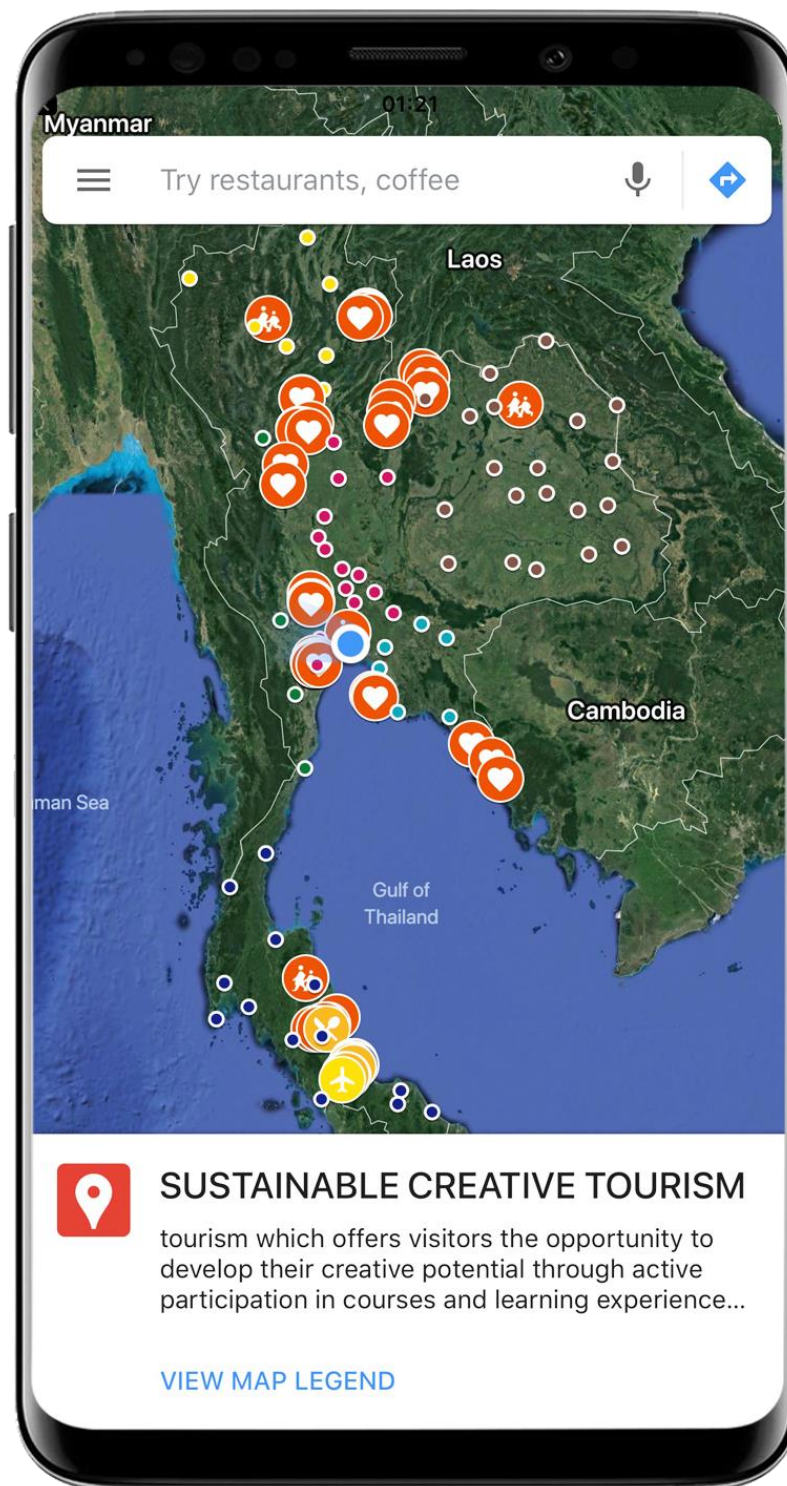 01:21
Myanmar
Try restaurants, coffee
Laos
Cambodia
man Sea
Gulf of
Thailand
SUSTAINABLE CREATIVE TOURISM
tourism which offers visitors the opportunity to
develop their creative potential through active
participation in courses and learning experience...
VIEW MAP LEGEND